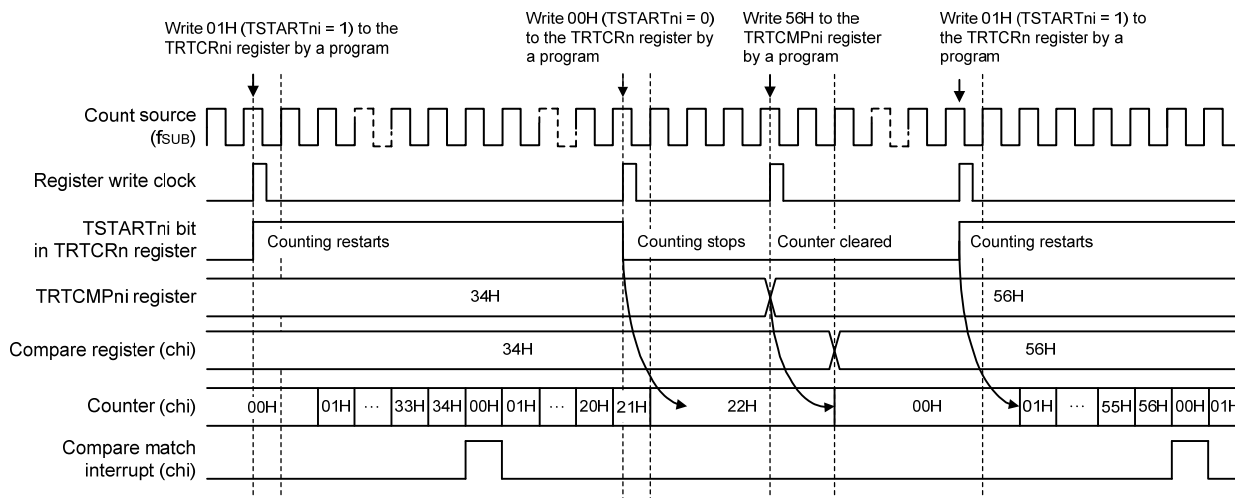 Write 01H (TSTARTni = 1) to the
TRTCRni register by a program
Write 00H (TSTARTni = 0)
to the TRTCRn register by
a program
Write 56H to the
TRTCMPni register
by a program
Write 01H (TSTARTni = 1) to
the TRTCRn register by a
program
Count source
(fSUB)
Register write clock
TSTARTni bit
in TRTCRn register
Counting restarts
Counting stops
Counter cleared
Counting restarts
TRTCMPni register
34H
56H
Compare register (chi)
34H
56H
Counter (chi)
00H 01H ··· 33H 34H 00H 01H ··· 20H 21H 22H 00H 01H ··· 55H 56H 00H 01H
Compare match
interrupt (chi)